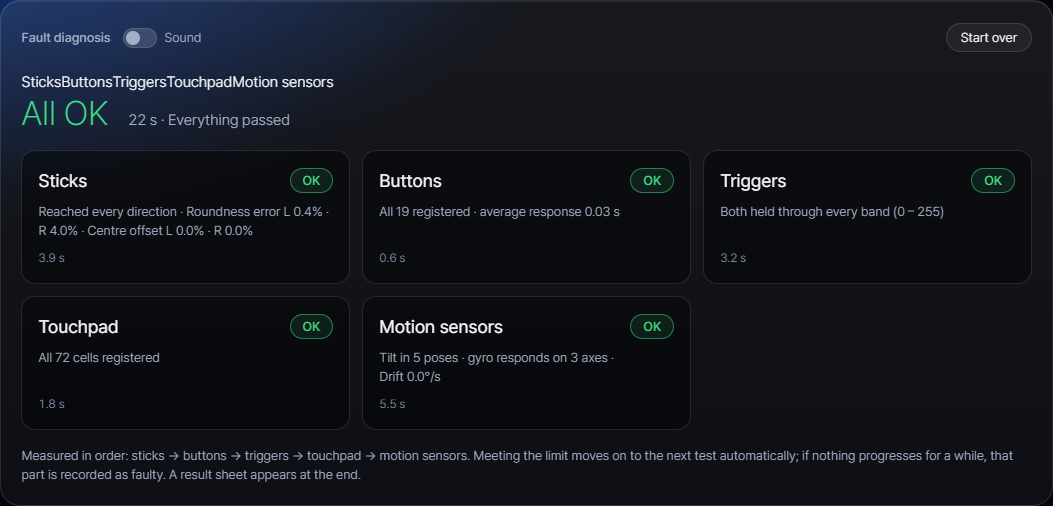 Fault diagnosis Sound Start over
SticksButtonsTriggersTouchpadMotion sensors
All OK 22 s · Everything passed
Sticks OK
Reached every direction · Roundness error L 0.4% ·
R 4.0% · Centre offset L 0.0% · R 0.0%
3.9 s
Buttons OK
All 19 registered · average response 0.03 s
0.6 s
Triggers OK
Both held through every band (0 – 255)
3.2 s
Touchpad OK
All 72 cells registered
1.8 s
Motion sensors OK
Tilt in 5 poses · gyro responds on 3 axes ·
Drift 0.0°/s
5.5 s
Measured in order: sticks → buttons → triggers → touchpad → motion sensors. Meeting the limit moves on to the next test automatically; if nothing progresses for a while, that
part is recorded as faulty. A result sheet appears at the end.